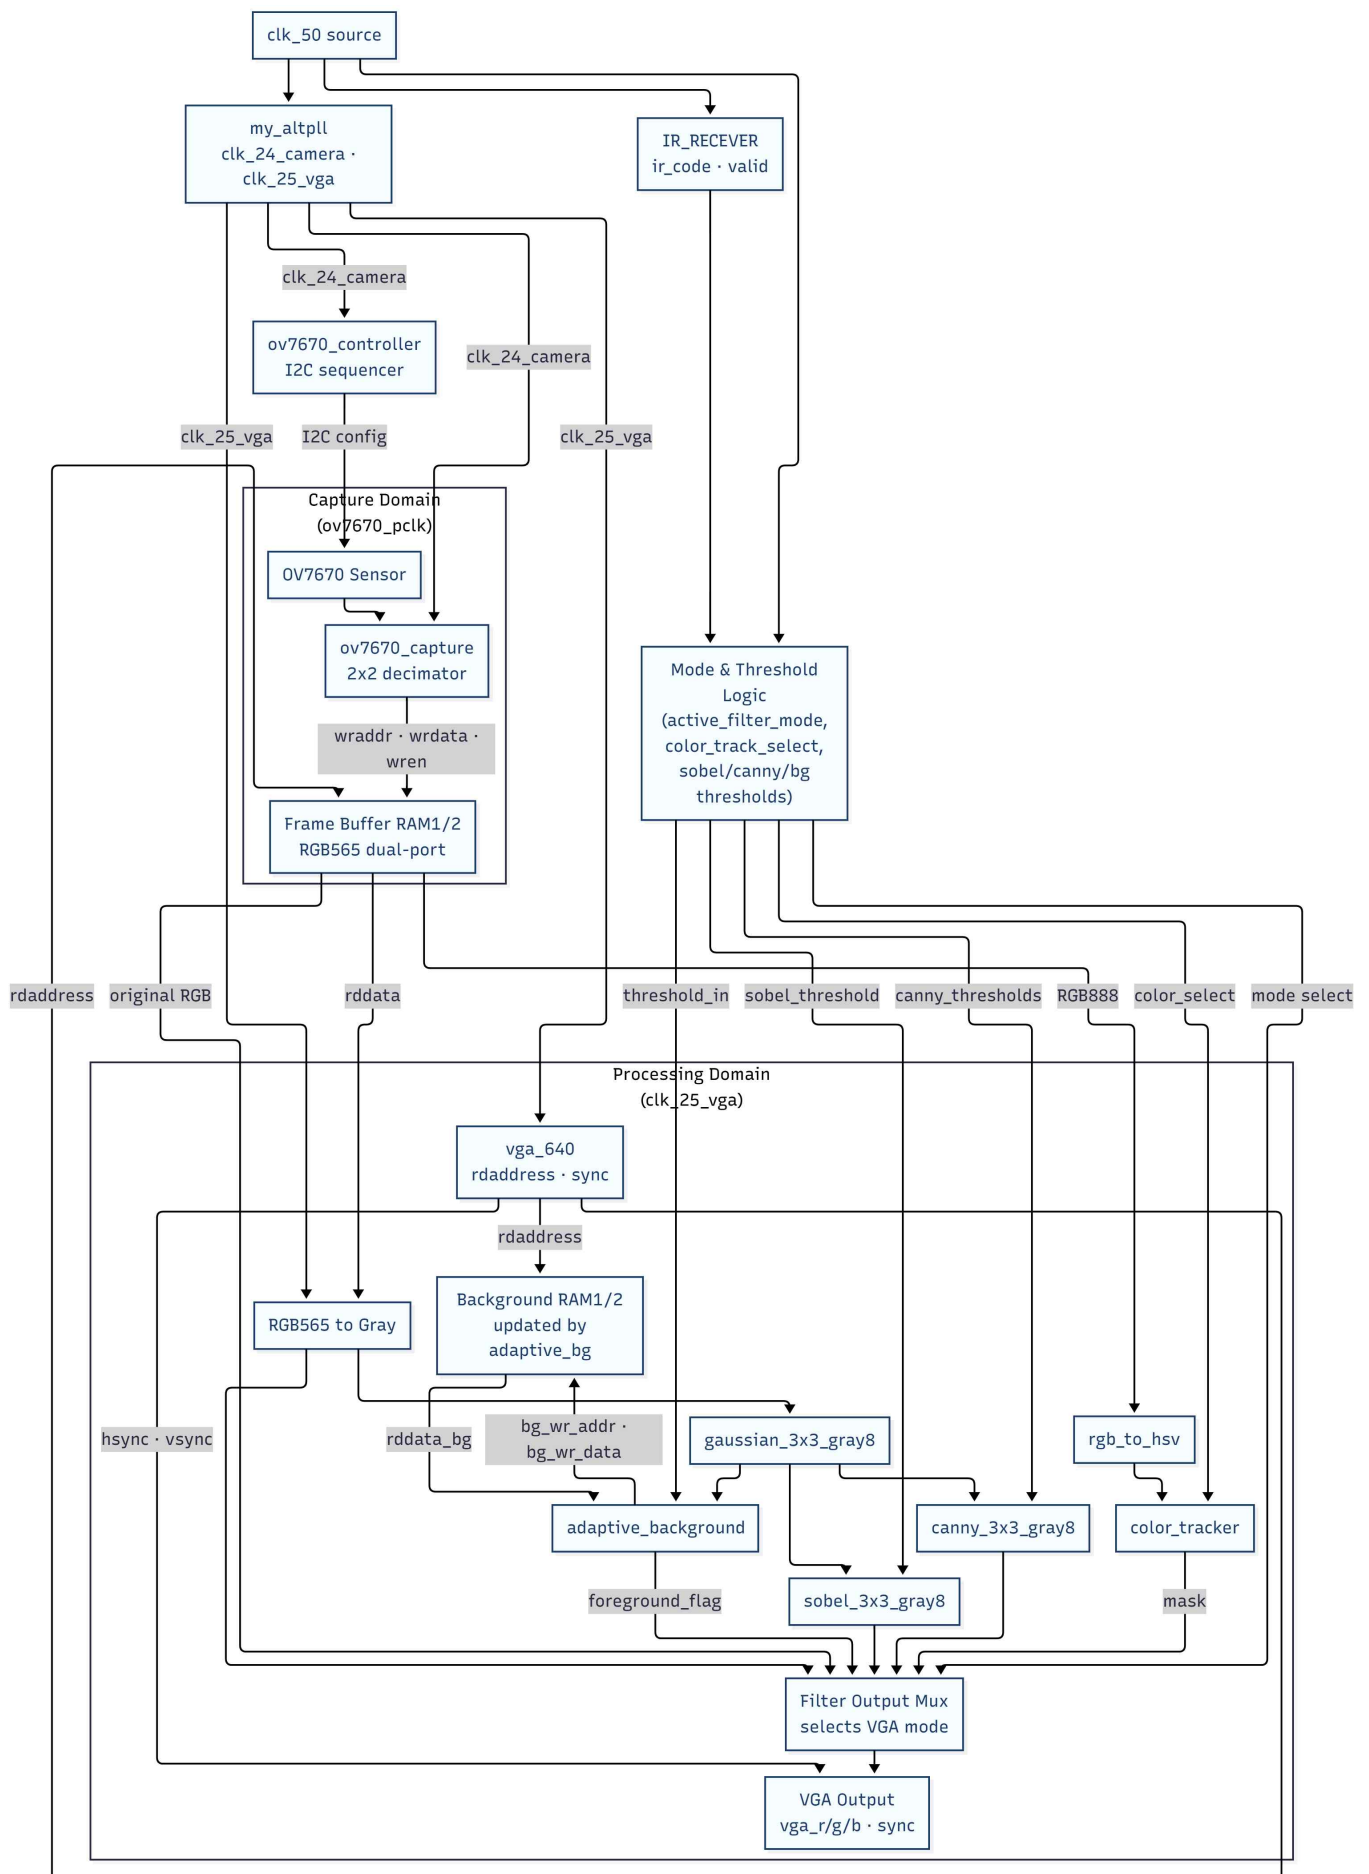 clk_50 source
my_altpll
clk_24_camera ·
clk_25_vga
IR_RECEVER
ir_code · valid
clk_24_camera
ov7670_controller
I2C sequencer
clk_24_camera
clk_25_vga
I2C config
clk_25_vga
Capture Domain
(ov7670_pclk)
OV7670 Sensor
ov7670_capture
2x2 decimator
wraddr · wrdata ·
wren
Frame Buffer RAM1/2
RGB565 dual-port
Mode & Threshold
Logic
(active_filter_mode,
color_track_select,
sobel/canny/bg
thresholds)
rdaddress
original RGB
rddata
threshold_in
sobel_threshold
canny_thresholds
RGB888
color_select
mode select
Processing Domain
(clk_25_vga)
vga_640
rdaddress · sync
rdaddress
RGB565 to Gray
Background RAM1/2
updated by
adaptive_bg
hsync · vsync
rddata_bg
bg_wr_addr ·
bg_wr_data
gaussian_3x3_gray8
rgb_to_hsv
adaptive_background
canny_3x3_gray8
color_tracker
foreground_flag
sobel_3x3_gray8
mask
Filter Output Mux
selects VGA mode
VGA Output
vga_r/g/b · sync